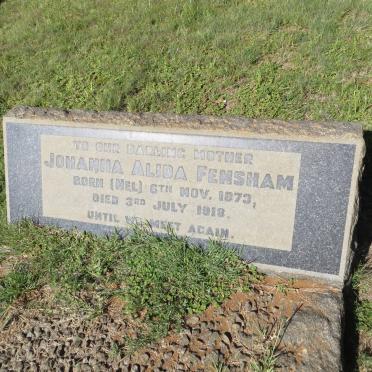 TO OUR DARLING MOTHER
JOHANNA ALIDA FENSHAM
BORN (NEL) 6TH NOV. 1873,
DIED 3RD JULY 1918.
UNTIL WE MEET AGAIN.